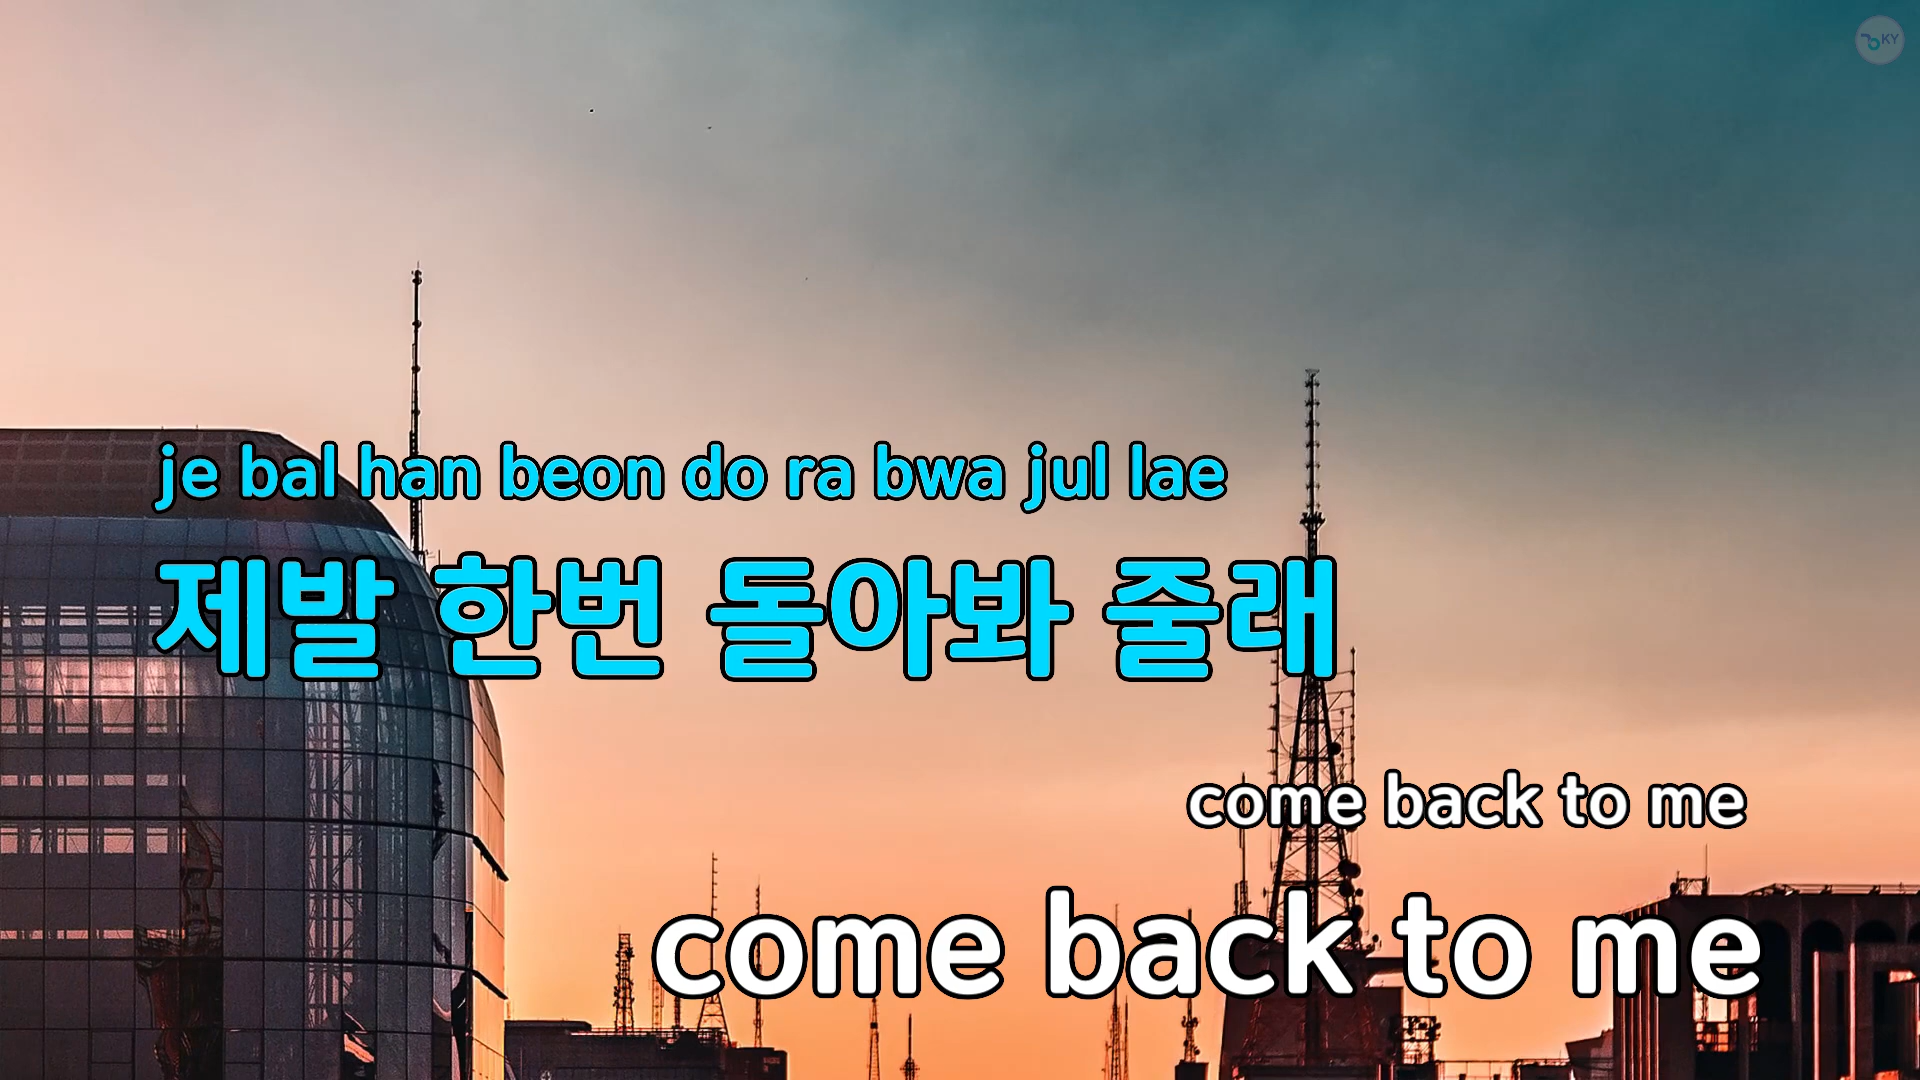 KY
je bal han beon do ra bwa jul lae
제발 한번 돌아봐 줄래
come back to me
come back to me